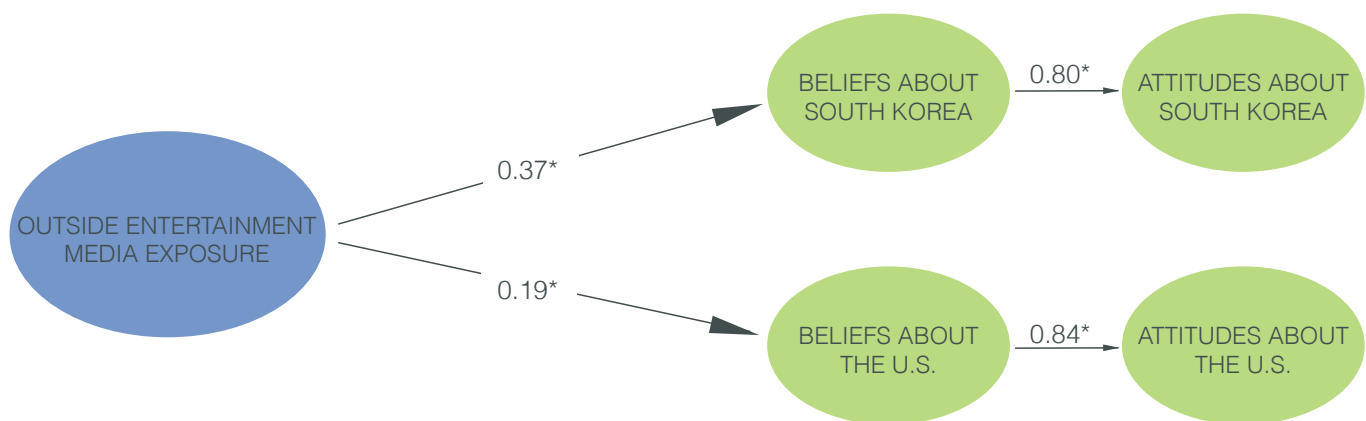 OUTSIDE ENTERTAINMENT
MEDIA EXPOSURE
0.37*
0.19*
BELIEFS ABOUT
SOUTH KOREA
0.80*
ATTITUDES ABOUT
SOUTH KOREA
BELIEFS ABOUT
THE U.S.
0.84*
ATTITUDES ABOUT
THE U.S.